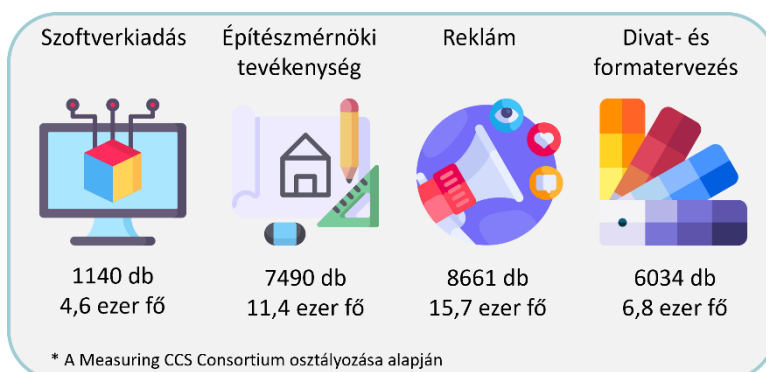 Szoftverkiadás
1140 db
4,6 ezer fő
Építészmérnöki
tevékenység
7490 db
11,4 ezer fő
Reklám
8661 db
15,7 ezer fő
Divat- és
formatervezés
6034 db
6,8 ezer fő
* A Measuring CCS Consortium osztályozása alapján